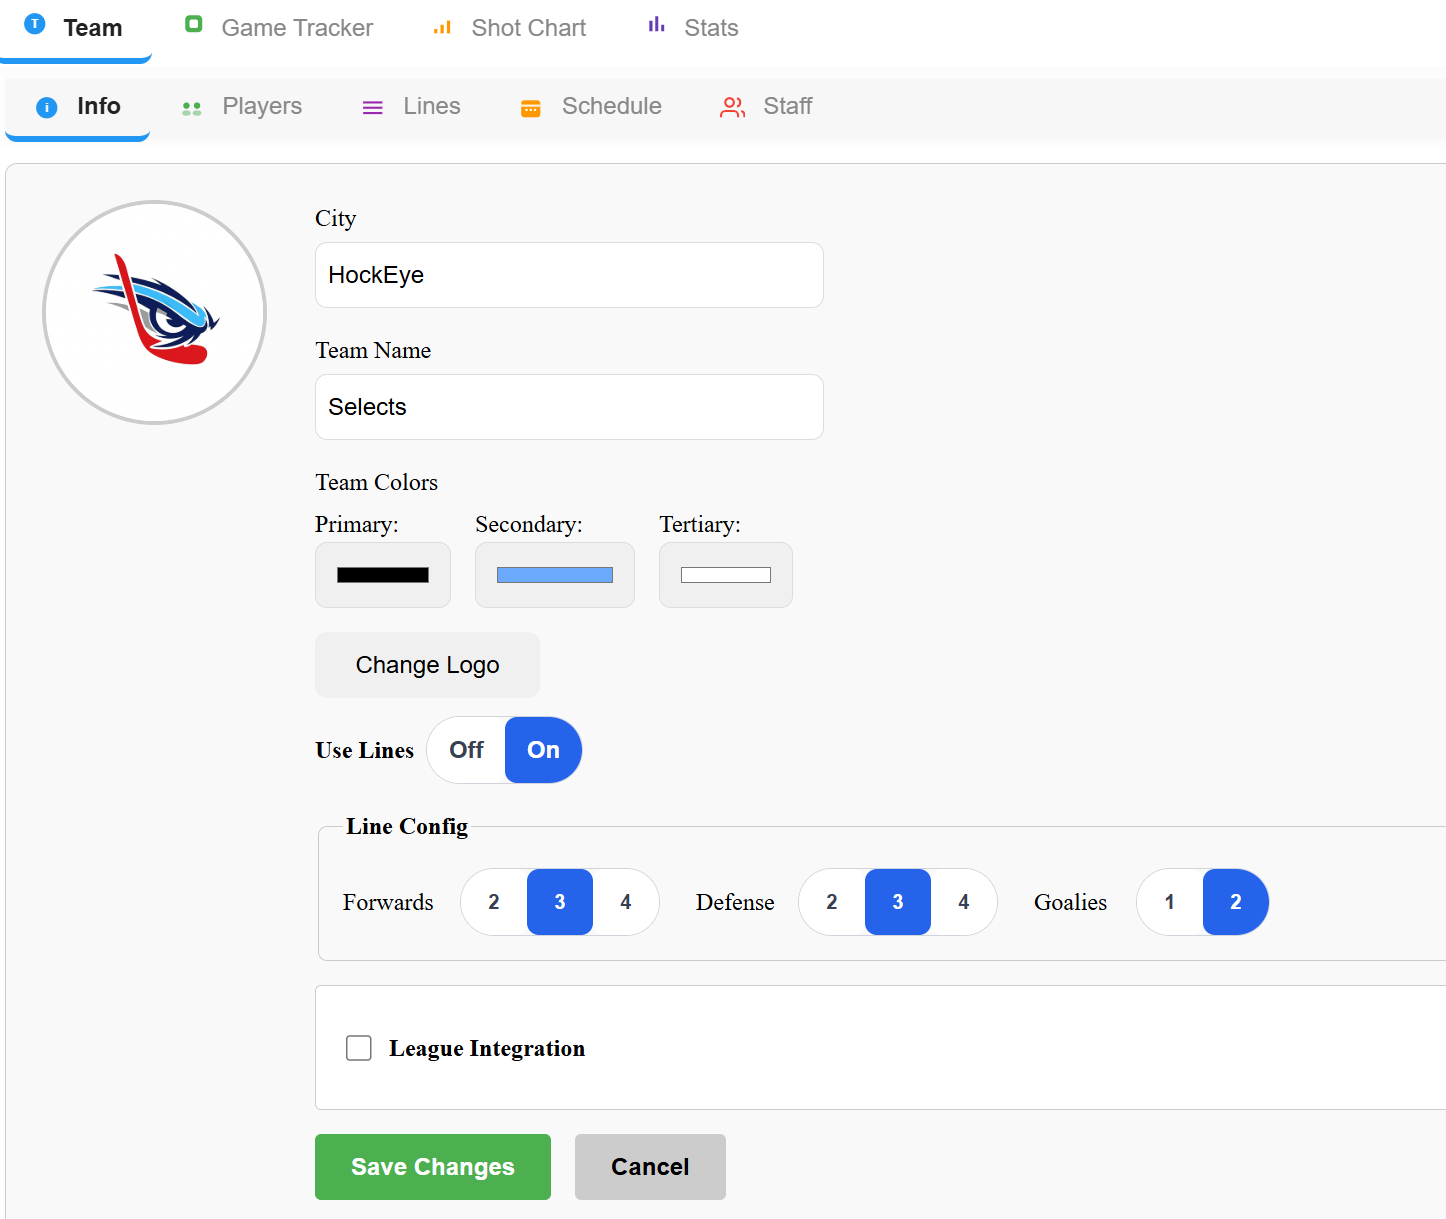 T Team Game Tracker Shot Chart Stats
i Info Players Lines Schedule Staff
City
HockEye
Team Name
Selects
Team Colors
Primary: Secondary: Tertiary:
Change Logo
Use Lines Off On
Line Config
Forwards 2 3 4 Defense 2 3 4 Goalies 1 2
League Integration
Save Changes Cancel